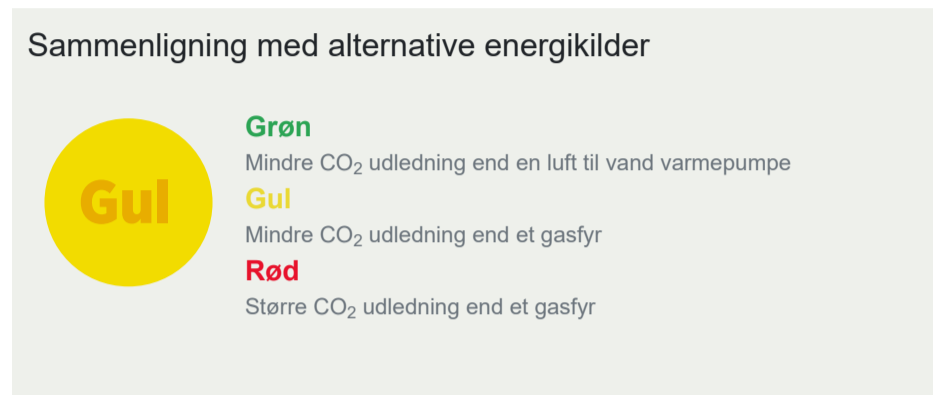 Sammenligning med alternative energikilder
Gul
Grøn
Mindre CO₂ udledning end en luft til vand varmepumpe
Gul
Mindre CO₂ udledning end et gasfyr
Rød
Større CO₂ udledning end et gasfyr